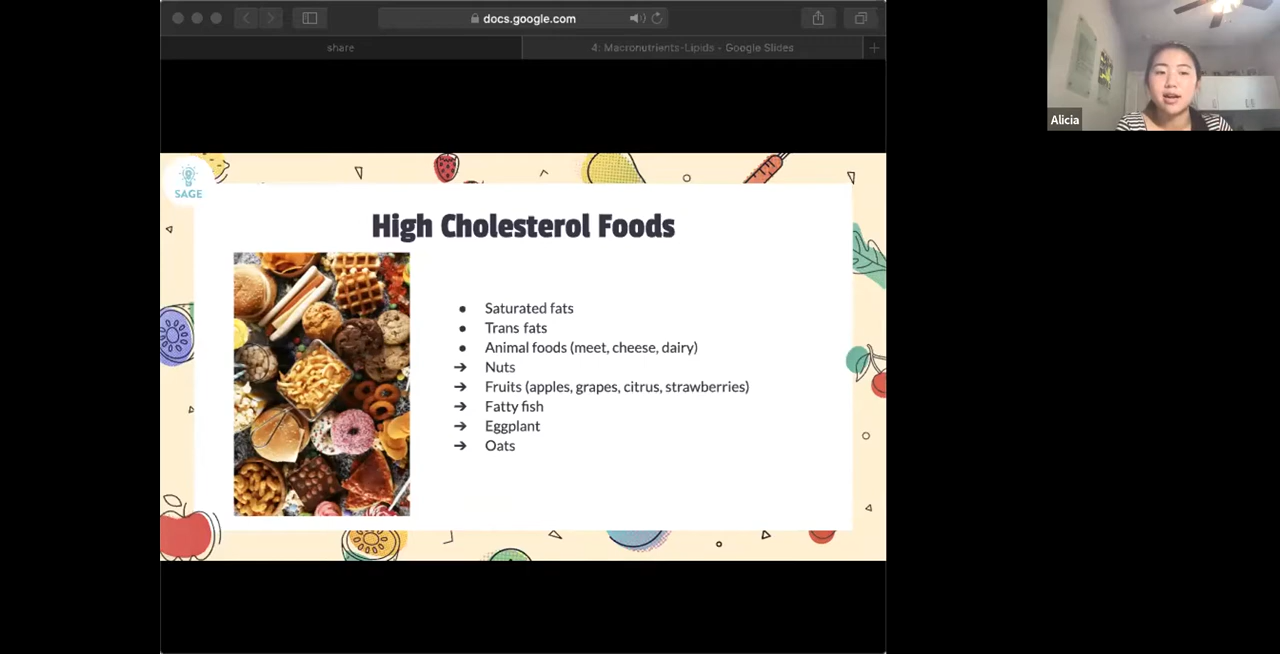 docs.google.com
share
4: Macronutrients-Lipids - Google Slides
Alicia
SAGE
High Cholesterol Foods
Saturated fats
Trans fats
Animal foods (meet, cheese, dairy)
Nuts
Fruits (apples, grapes, citrus, strawberries)
Fatty fish
Eggplant
Oats